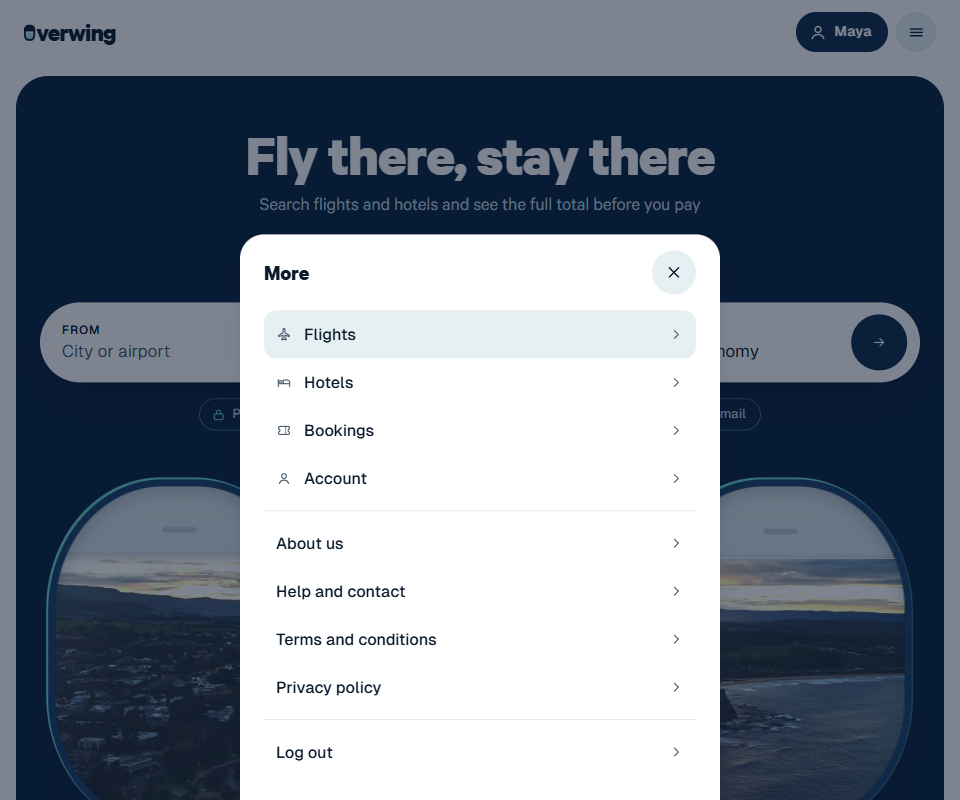 Overwing
Maya
Fly there, stay there
Search flights and hotels and see the full total before you pay
More
Flights
FROM
City or airport
Hotels
Bookings
Account
About us
Help and contact
Terms and conditions
Privacy policy
Log out